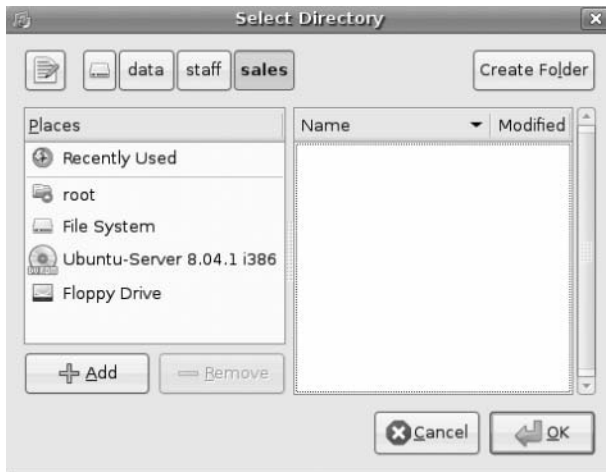 Select Directory
data staff sales Create Folder
Places
Recently Used
root
File System
Ubuntu-Server 8.04.1 i386
Floppy Drive
Add Remove
Name Modified
Cancel OK